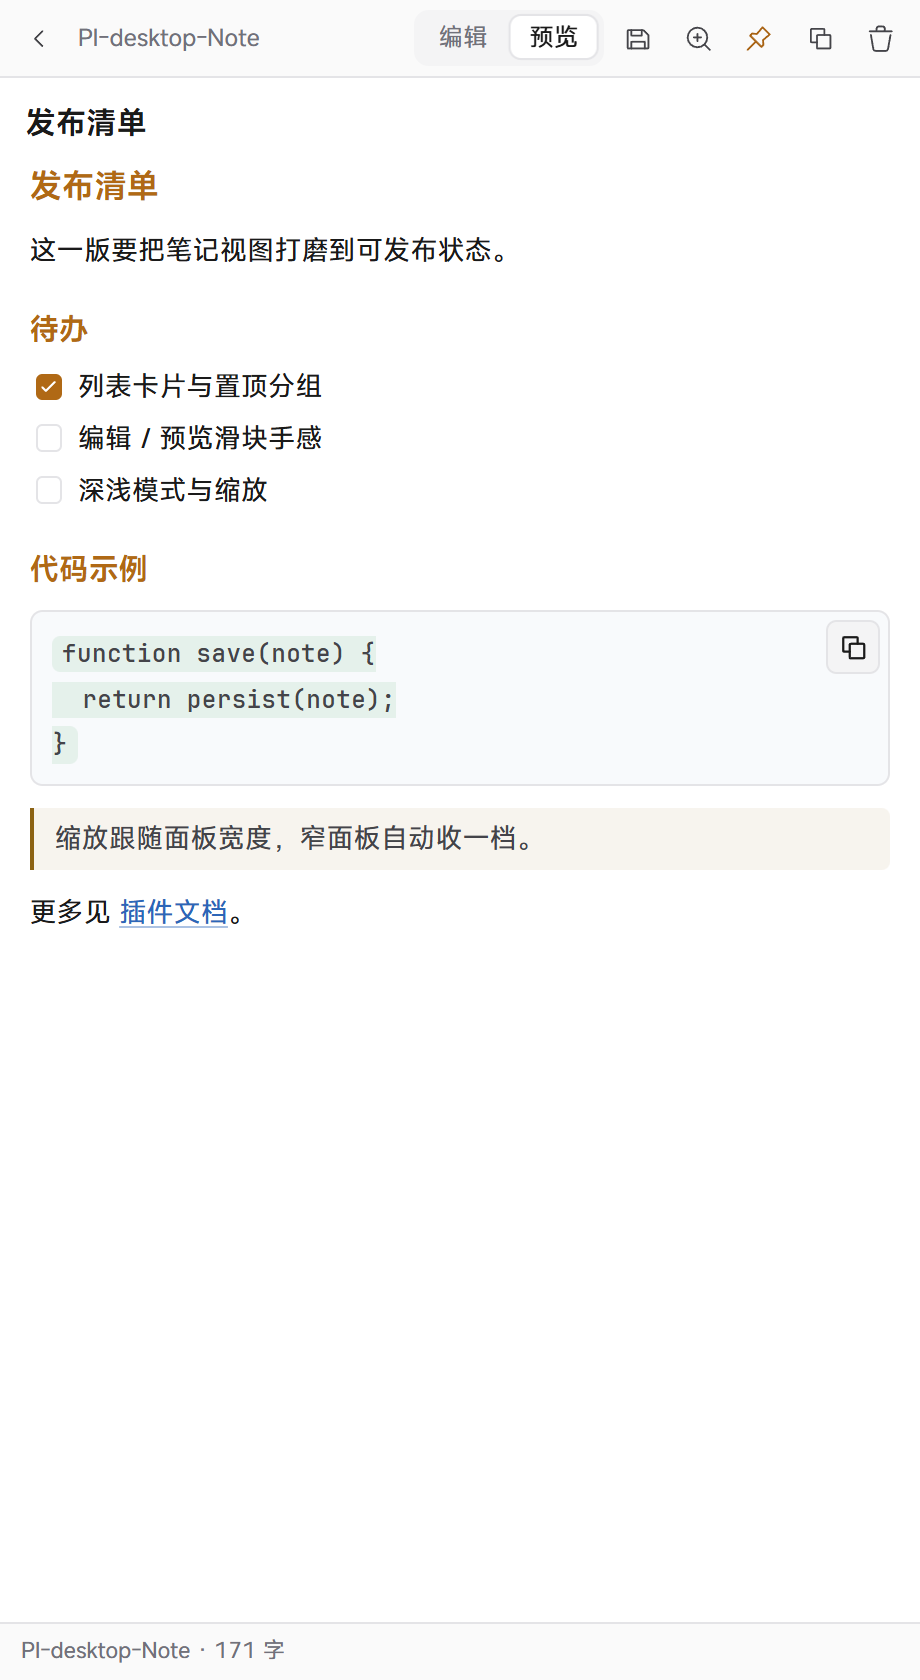 PI-desktop-Note 编辑 预览
发布清单
发布清单
这一版要把笔记视图打磨到可发布状态。
待办
列表卡片与置顶分组
编辑 / 预览滑块手感
深浅模式与缩放
代码示例
function save(note) {
  return persist(note);
}
缩放跟随面板宽度，窄面板自动收一档。
更多见 插件文档。
PI-desktop-Note · 171 字